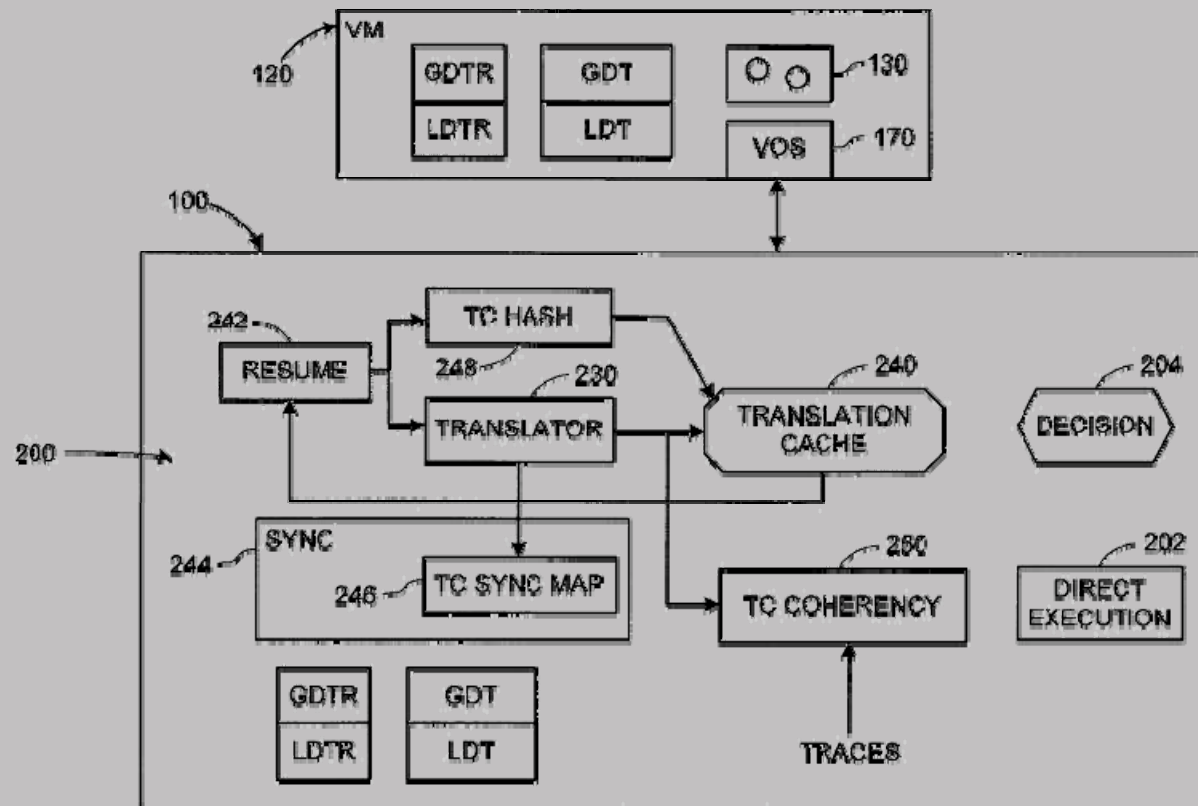 VM
120
GDTR
GDT
130
LDTR
LDT
VOS
170
100
242
TC HASH
RESUME
248
230
240
204
TRANSLATOR
TRANSLATION
CACHE
DECISION
200
SYNC
244
246
TC SYNC MAP
260
202
TC COHERENCY
DIRECT
EXECUTION
GDTR
GDT
LDTR
LDT
TRACES